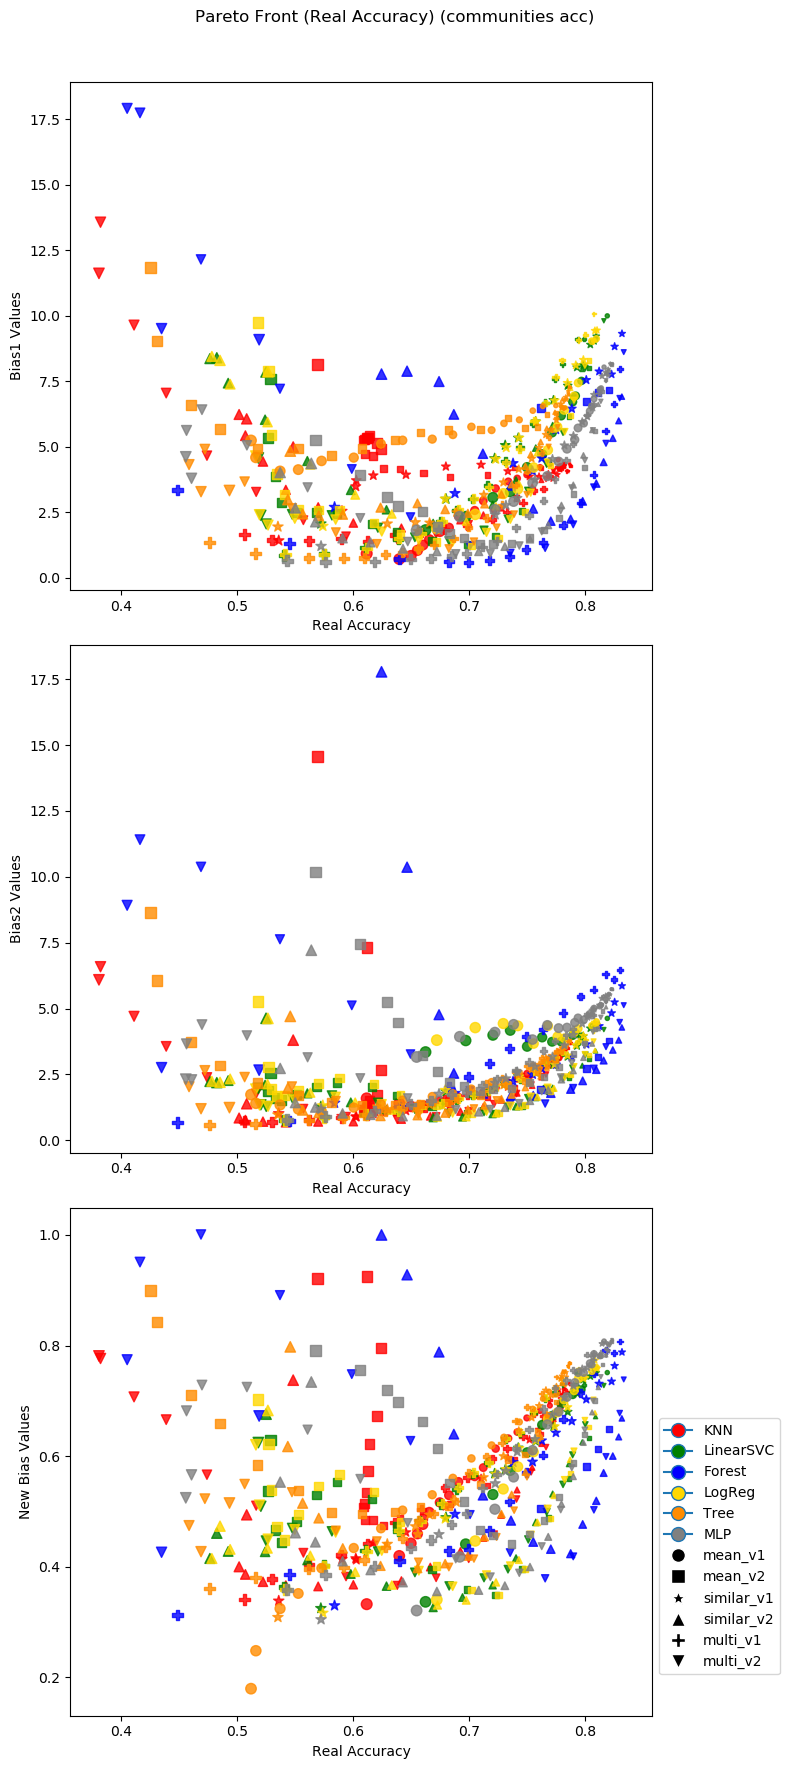 Pareto Front (Real Accuracy) (communities acc)
17.5
15.0
12.5
10.0
7.5
5.0
2.5
0.0
Bias1 Values
0.4 0.5 0.6 0.7 0.8
Real Accuracy
17.5
15.0
12.5
10.0
7.5
5.0
2.5
0.0
Bias2 Values
0.4 0.5 0.6 0.7 0.8
Real Accuracy
1.0
0.8
0.6
0.4
0.2
New Bias Values
0.4 0.5 0.6 0.7 0.8
Real Accuracy
KNN
LinearSVC
Forest
LogReg
Tree
MLP
mean_v1
mean_v2
similar_v1
similar_v2
multi_v1
multi_v2